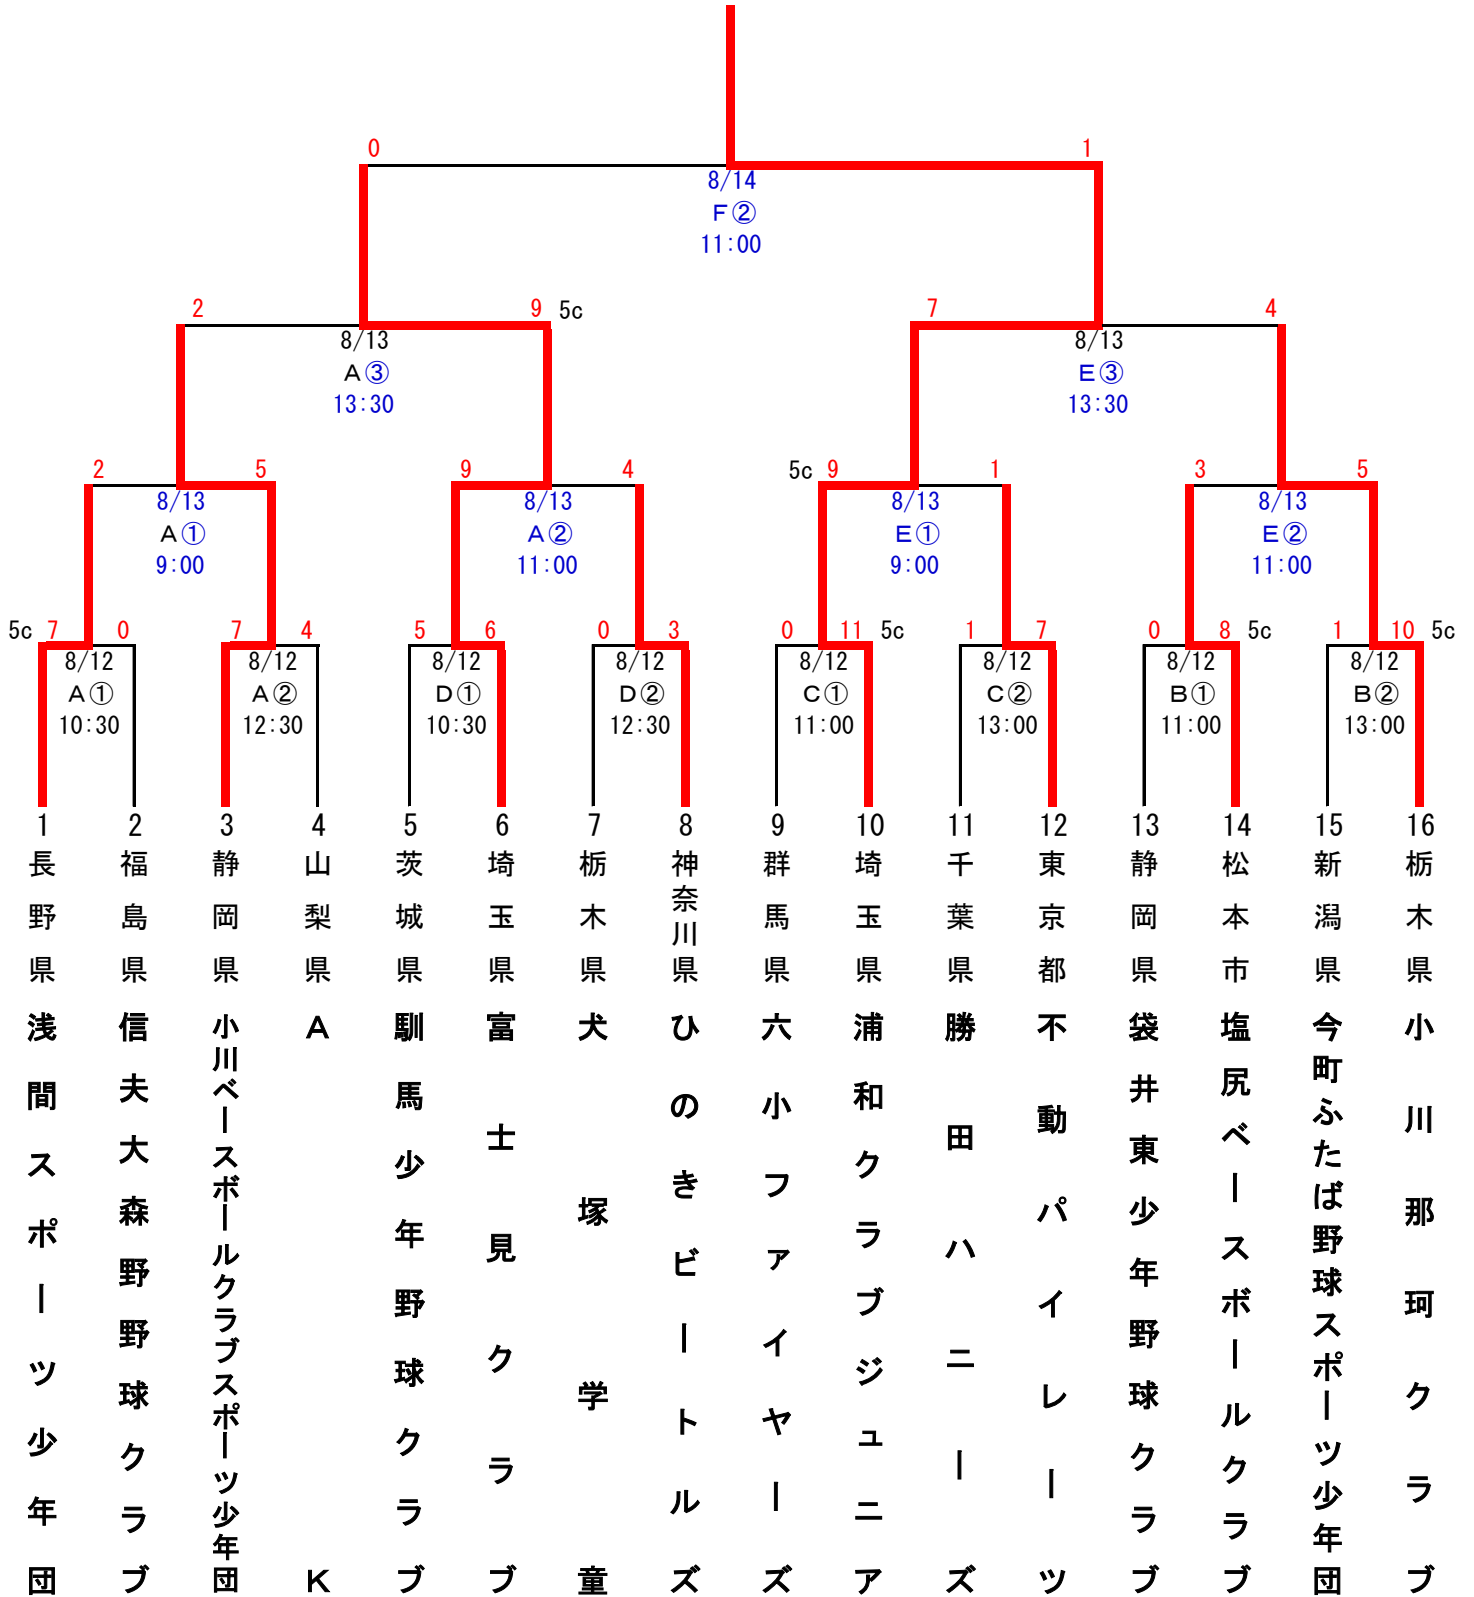 0 1
8/14
F②
11:00
2 9 5c 7 4
8/13 8/13
A③ E③
13:30 13:30
2 5 9 4 5c 9 1 3 5
8/13 8/13 8/13 8/13
A① A② E① E②
9:00 11:00 9:00 11:00
5c 7 0 7 4 5 6 0 3 0 11 5c 1 7 0 8 5c 1 10 5c
8/12 8/12 8/12 8/12 8/12 8/12 8/12 8/12
A① A② D① D② C① C② B① B②
10:30 12:30 10:30 12:30 11:00 13:00 11:00 13:00
1 2 3 4 5 6 7 8 9 10 11 12 13 14 15 16
長野県
浅間スポーツ少年団
福島県
信夫大森野野球クラブ
静岡県
小川ベースボールクラブスポーツ少年団
山梨県
AK
茨城県
馴馬少年野球クラブ
埼玉県
富士見クラブ
栃木県
犬塚学童
神奈川県
ひのきビートルズ
群馬県
六小ファイヤーズ
埼玉県
浦和クラブジュニア
千葉県
勝田ハニーズ
東京都
不動パイレーツ
静岡県
袋井東少年野球クラブ
松本市
塩尻ベースボールクラブ
新潟県
今町ふたば野球スポーツ少年団
栃木県
小川那珂クラブ